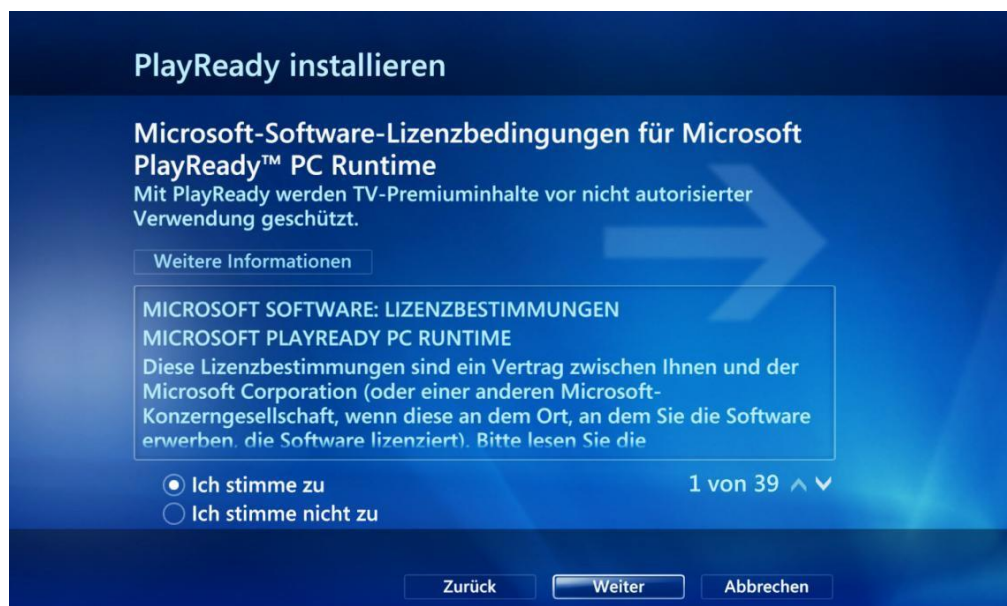 PlayReady installieren
Microsoft-Software-Lizenzbedingungen für Microsoft
PlayReady™ PC Runtime
Mit PlayReady werden TV-Premiuminhalte vor nicht autorisierter
Verwendung geschützt.
Weitere Informationen
MICROSOFT SOFTWARE: LIZENZBESTIMMUNGEN
MICROSOFT PLAYREADY PC RUNTIME
Diese Lizenzbestimmungen sind ein Vertrag zwischen Ihnen und der
Microsoft Corporation (oder einer anderen Microsoft-
Konzerngesellschaft, wenn diese an dem Ort, an dem Sie die Software
erwerben, die Software lizenziert). Bitte lesen Sie die
Ich stimme zu
1 von 39
Ich stimme nicht zu
Zurück
Weiter
Abbrechen